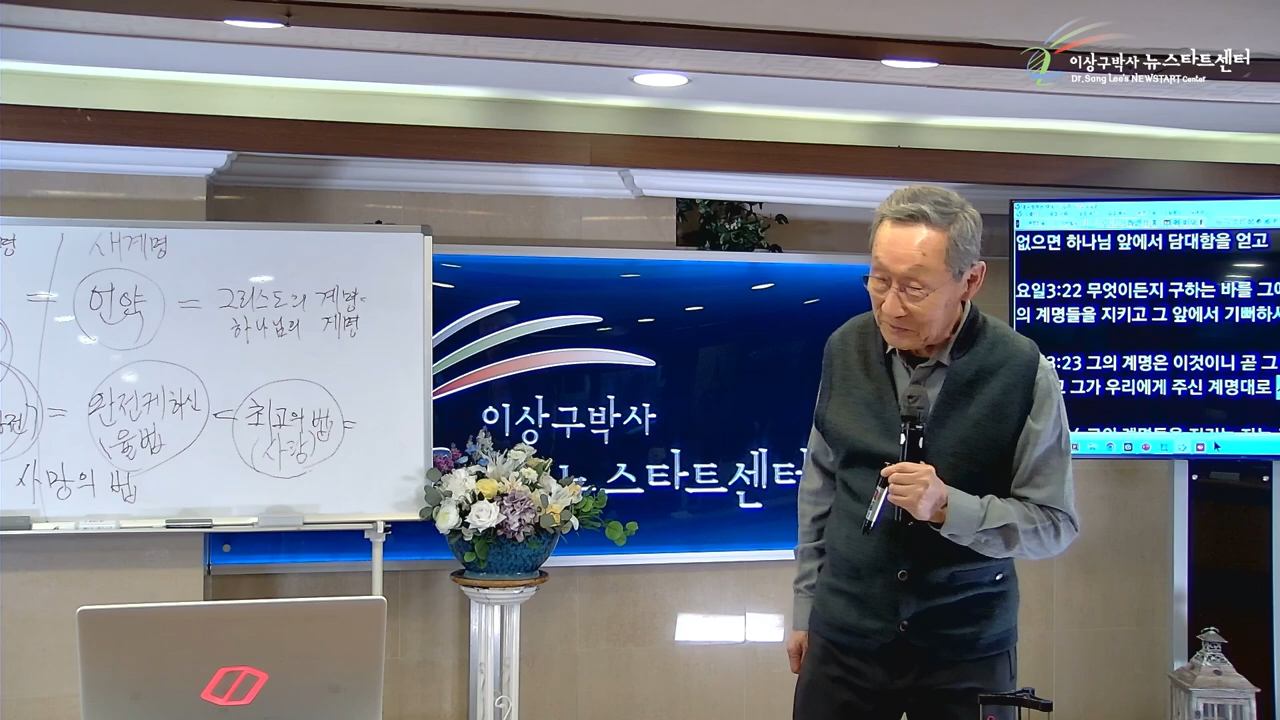 이상구박사 뉴스타트센터
Dr. Sang Lee's NEWSTART Center
새계명
= 언약 = 그리스도의 계명
하나님의 계명
= 완전케 하신 율법 = 최고의 법 =
(사랑)
사망의 법
이상구박사
스타트센터
없으면 하나님 앞에서 담대함을 얻고
요일3:22 무엇이든지 구하는 바를 그에
의 계명들을 지키고 그 앞에서 기뻐하시
3:23 그의 계명은 이것이니 곧 그
고 그가 우리에게 주신 계명대로